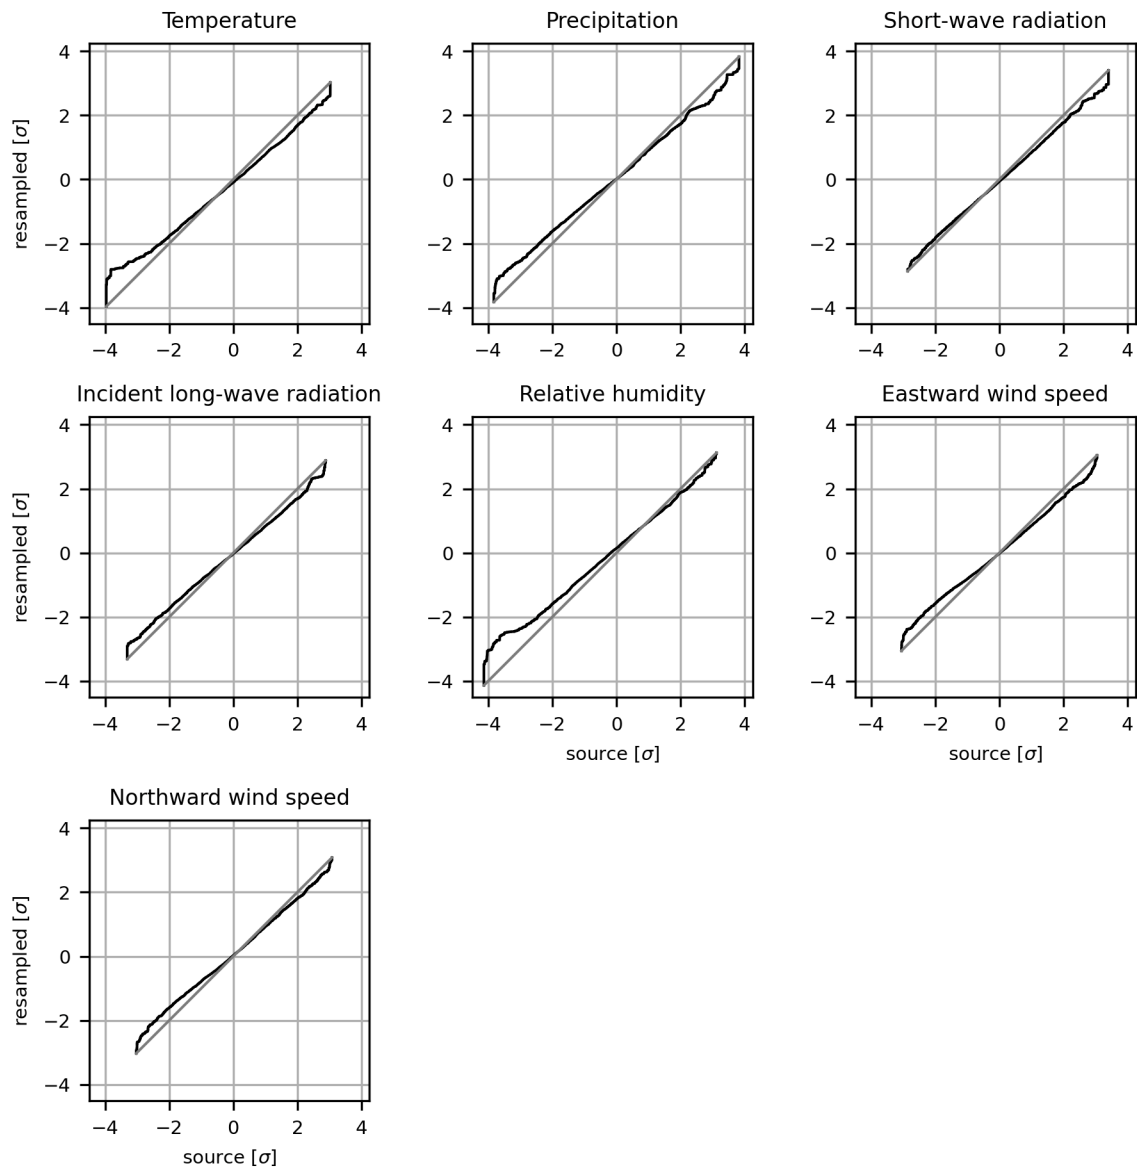 Temperature
Precipitation
Short-wave radiation
resampled [σ]
4
2
0
−2
−4
−4 −2 0 2 4
4
2
0
−2
−4
−4 −2 0 2 4
4
2
0
−2
−4
−4 −2 0 2 4
Incident long-wave radiation
Relative humidity
Eastward wind speed
resampled [σ]
4
2
0
−2
−4
−4 −2 0 2 4
4
2
0
−2
−4
−4 −2 0 2 4
source [σ]
4
2
0
−2
−4
−4 −2 0 2 4
source [σ]
Northward wind speed
resampled [σ]
4
2
0
−2
−4
−4 −2 0 2 4
source [σ]